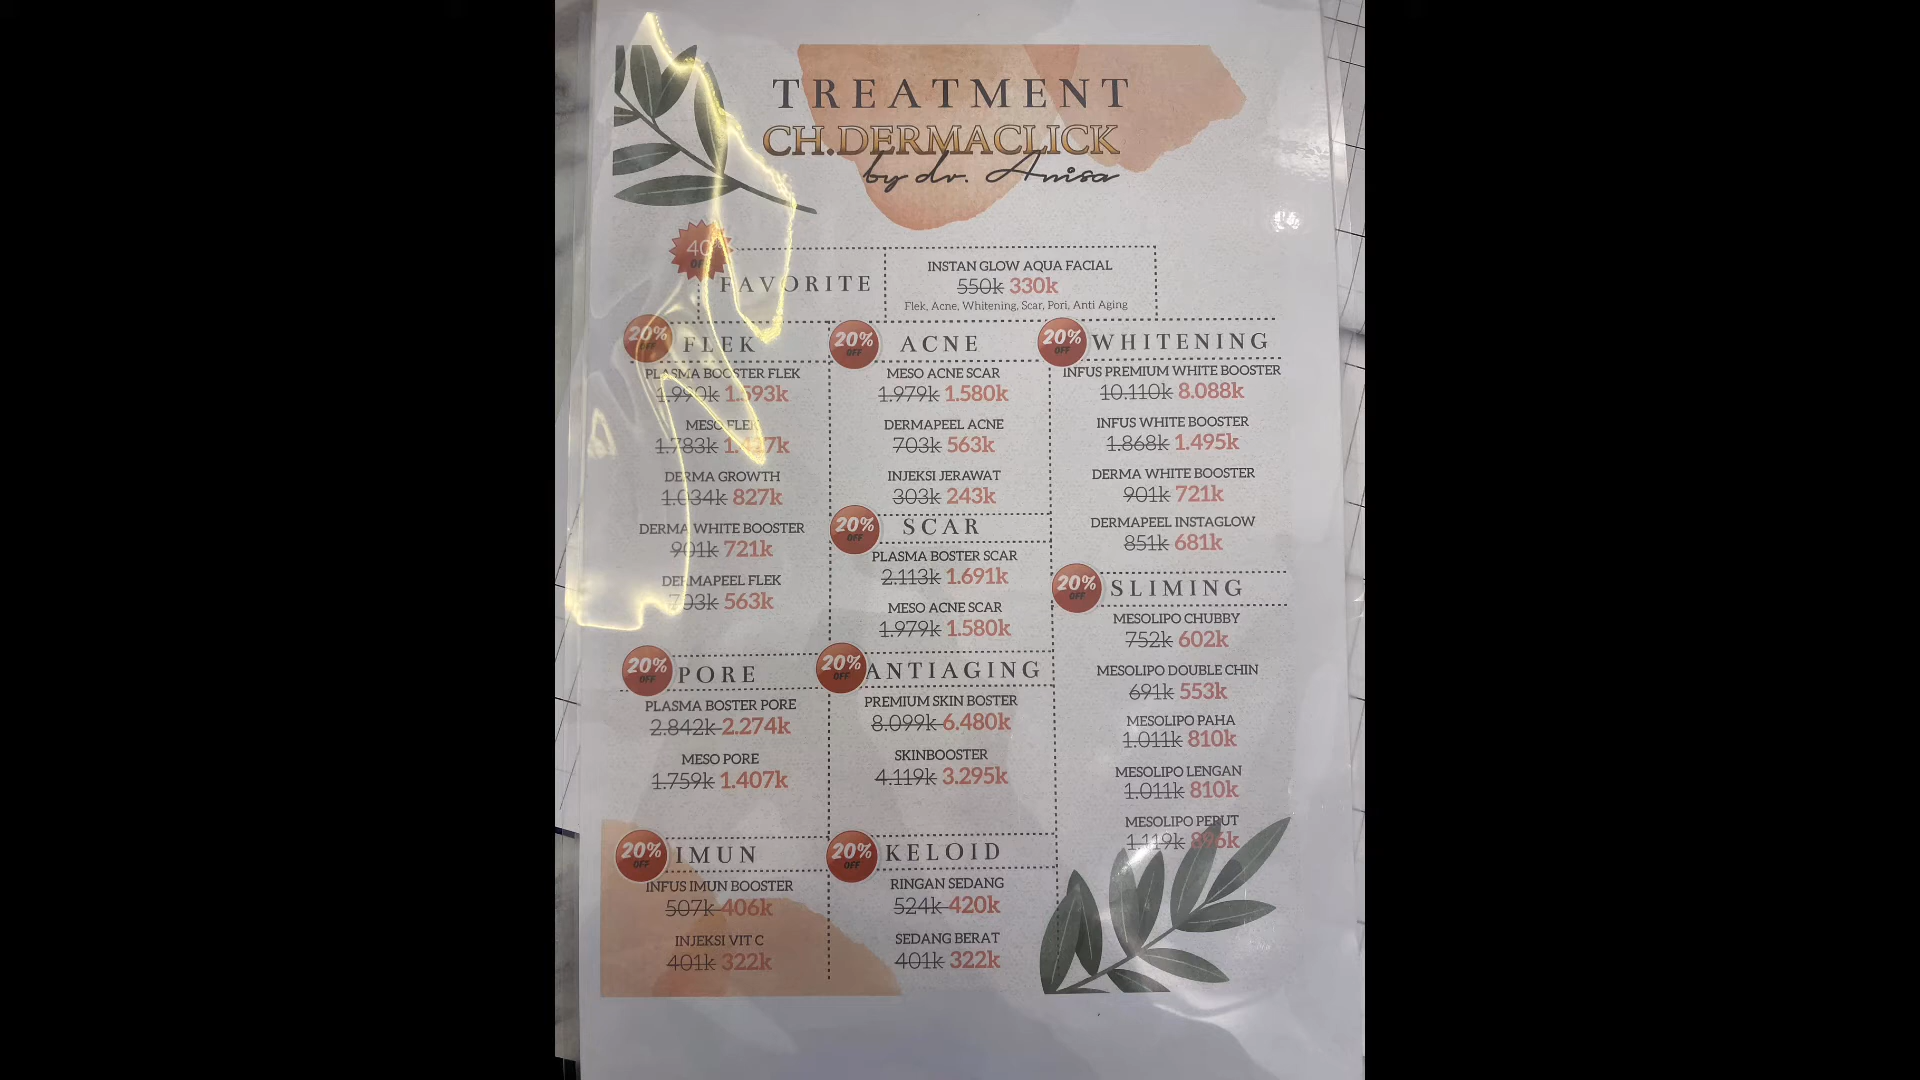 TREATMENT
CH.DERMACLICK
by dr. Anisa
40%
OFF
FAVORITE
INSTAN GLOW AQUA FACIAL
550k 330k
Flek, Acne, Whitening, Scar, Pori, Anti Aging
20%
OFF
FLEK
PLASMA BOOSTER FLEK
1.990k 1.593k
MESO FLEK
1.783k 1.427k
DERMA GROWTH
1.034k 827k
DERMA WHITE BOOSTER
901k 721k
DERMAPEEL FLEK
703k 563k
20%
OFF
PORE
PLASMA BOSTER PORE
2.842k 2.274k
MESO PORE
1.759k 1.407k
20%
OFF
IMUN
INFUS IMUN BOOSTER
507k 406k
INJEKSI VIT C
401k 322k
20%
OFF
ACNE
MESO ACNE SCAR
1.979k 1.580k
DERMAPEEL ACNE
703k 563k
INJEKSI JERAWAT
303k 243k
20%
OFF
SCAR
PLASMA BOSTER SCAR
2.113k 1.691k
MESO ACNE SCAR
1.979k 1.580k
20%
OFF
ANTIAGING
PREMIUM SKIN BOSTER
8.099k 6.480k
SKINBOOSTER
4.119k 3.295k
20%
OFF
KELOID
RINGAN SEDANG
524k 420k
SEDANG BERAT
401k 322k
20%
OFF
WHITENING
INFUS PREMIUM WHITE BOOSTER
10.110k 8.088k
INFUS WHITE BOOSTER
1.868k 1.495k
DERMA WHITE BOOSTER
901k 721k
DERMAPEEL INSTAGLOW
851k 681k
20%
OFF
SLIMING
MESOLIPO CHUBBY
752k 602k
MESOLIPO DOUBLE CHIN
691k 553k
MESOLIPO PAHA
1.011k 810k
MESOLIPO LENGAN
1.011k 810k
MESOLIPO PERUT
1.119k 896k